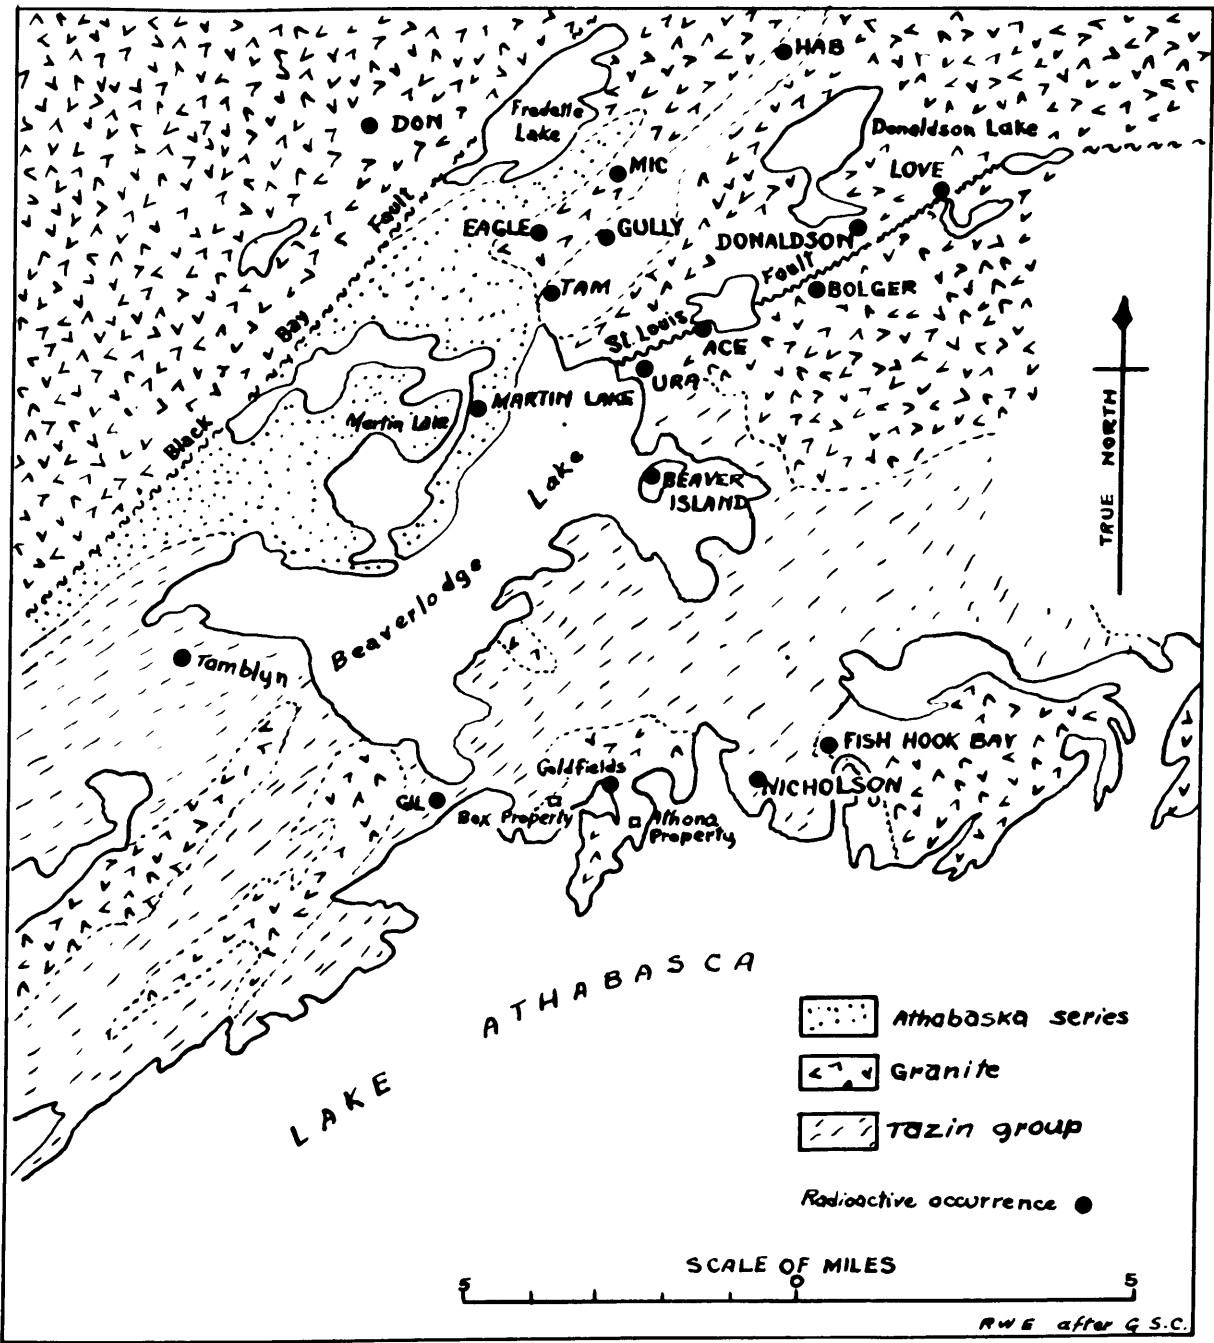 HAB
Fredette
Lake
DON
Donaldson Lake
MIC
LOVE
Fault
EAGLE
GULLY
DONALDSON
Fault
TAM
BOLGER
Bay
St. Louis
ACE
URA
MARTIN LAKE
Martin Lake
Black
TRUE NORTH
Lake
BEAVER
ISLAND
Beaverlodge
Tamblyn
FISH HOOK BAY
Goldfields
NICHOLSON
GIL
Box Property
Athona
Property
LAKE ATHABASCA
Athabaska series
Granite
Tazin group
Radioactive occurrence
SCALE OF MILES
5 0 5
RWE after G.S.C.